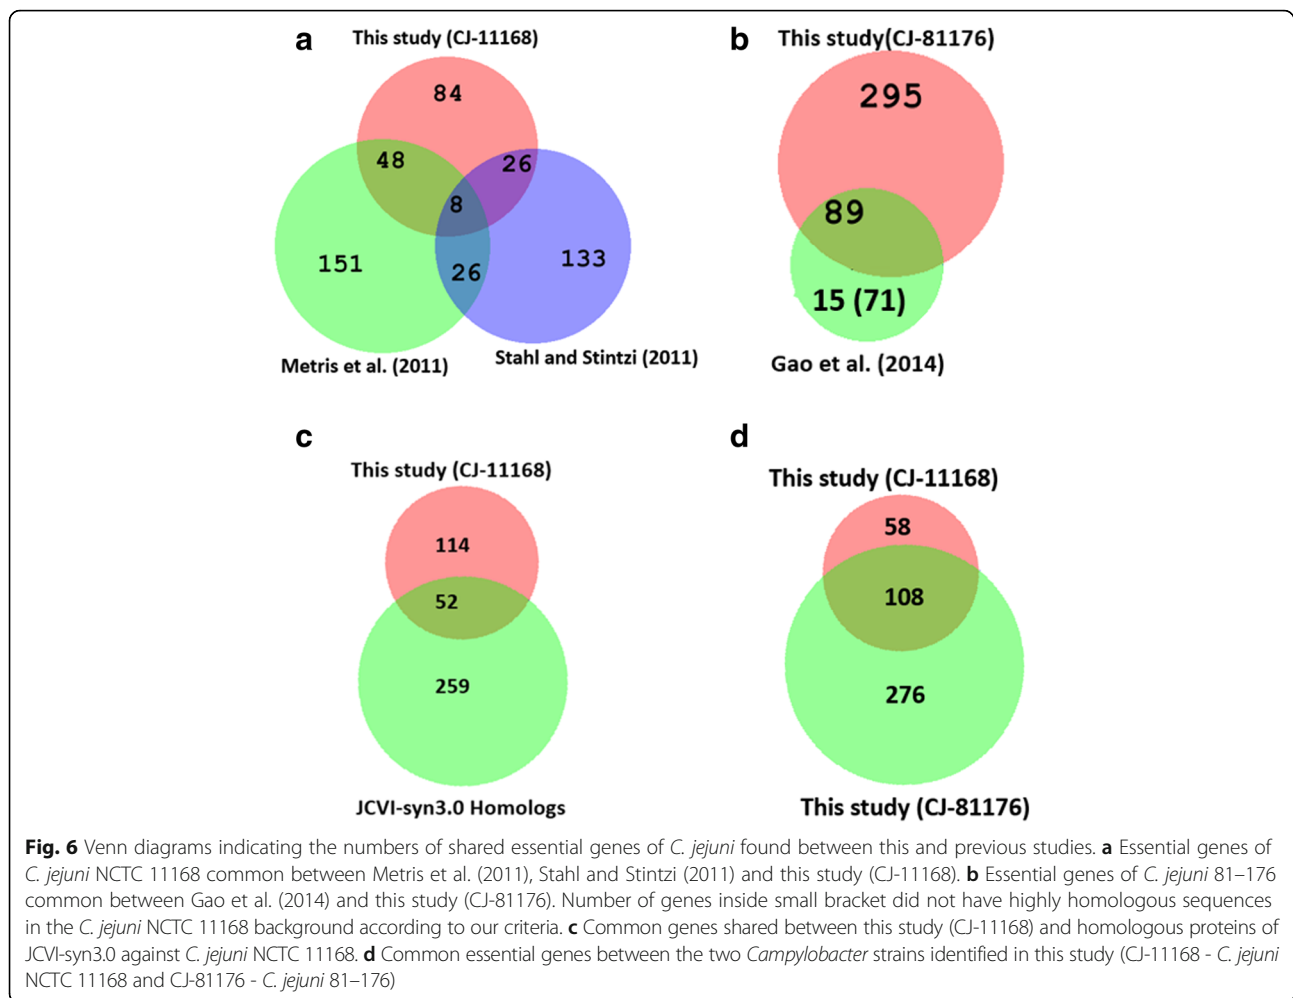 a
This study (CJ-11168)
84
48
26
8
151
26
133
Metris et al. (2011)
Stahl and Stintzi (2011)
b
This study(CJ-81176)
295
89
15 (71)
Gao et al. (2014)
c
This study (CJ-11168)
114
52
259
JCVI-syn3.0 Homologs
d
This study (CJ-11168)
58
108
276
This study (CJ-81176)
Fig. 6 Venn diagrams indicating the numbers of shared essential genes of C. jejuni found between this and previous studies. a Essential genes of
C. jejuni NCTC 11168 common between Metris et al. (2011), Stahl and Stintzi (2011) and this study (CJ-11168). b Essential genes of C. jejuni 81–176
common between Gao et al. (2014) and this study (CJ-81176). Number of genes inside small bracket did not have highly homologous sequences
in the C. jejuni NCTC 11168 background according to our criteria. c Common genes shared between this study (CJ-11168) and homologous proteins of
JCVI-syn3.0 against C. jejuni NCTC 11168. d Common essential genes between the two Campylobacter strains identified in this study (CJ-11168 - C. jejuni
NCTC 11168 and CJ-81176 - C. jejuni 81–176)